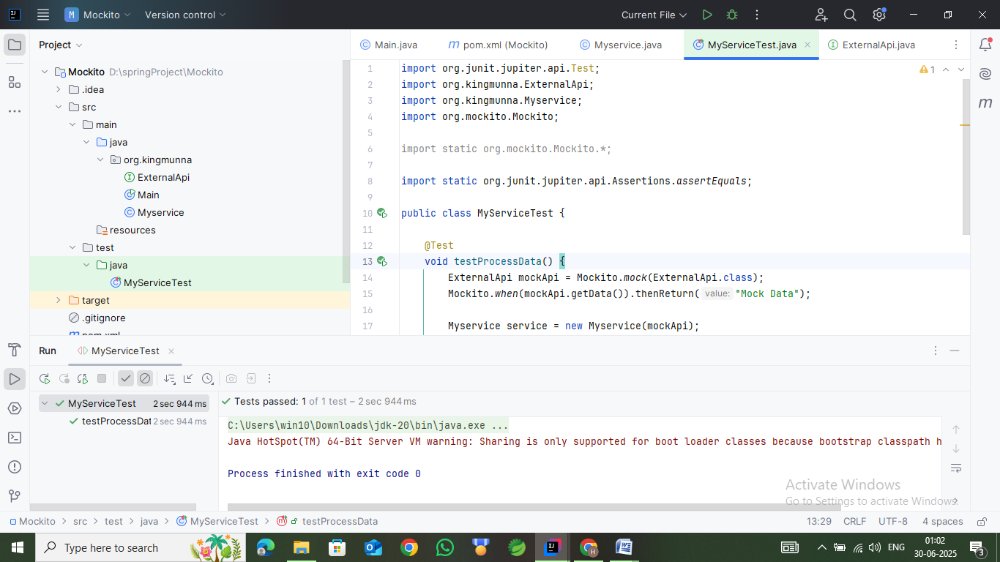 M Mockito Version control Current File
Project
Main.java
m pom.xml (Mockito)
Myservice.java
MyServiceTest.java
ExternalApi.java
Mockito D:\springProject\Mockito
.idea
src
main
java
org.kingmunna
ExternalApi
Main
Myservice
resources
test
java
MyServiceTest
target
.gitignore
pom.xml
1 import org.junit.jupiter.api.Test;
2 import org.kingmunna.ExternalApi;
3 import org.kingmunna.Myservice;
4 import org.mockito.Mockito;
5
6 import static org.mockito.Mockito.*;
7
8 import static org.junit.jupiter.api.Assertions.assertEquals;
9
10 public class MyServiceTest {
11
12 @Test
13 void testProcessData() {
14 ExternalApi mockApi = Mockito.mock(ExternalApi.class);
15 Mockito.when(mockApi.getData()).thenReturn( value: "Mock Data");
16
17 Myservice service = new Myservice(mockApi);
1
m
Run MyServiceTest
MyServiceTest 2 sec 944 ms
testProcessDat 2 sec 944 ms
Tests passed: 1 of 1 test – 2 sec 944 ms
C:\Users\win10\Downloads\jdk-20\bin\java.exe ...
Java HotSpot(TM) 64-Bit Server VM warning: Sharing is only supported for boot loader classes because bootstrap classpath h
Process finished with exit code 0
Activate Windows
Go to Settings to activate Windows.
Mockito > src > test > java > MyServiceTest > testProcessData
13:29 CRLF UTF-8 4 spaces
Type here to search
ENG
01:02
30-06-2025
3